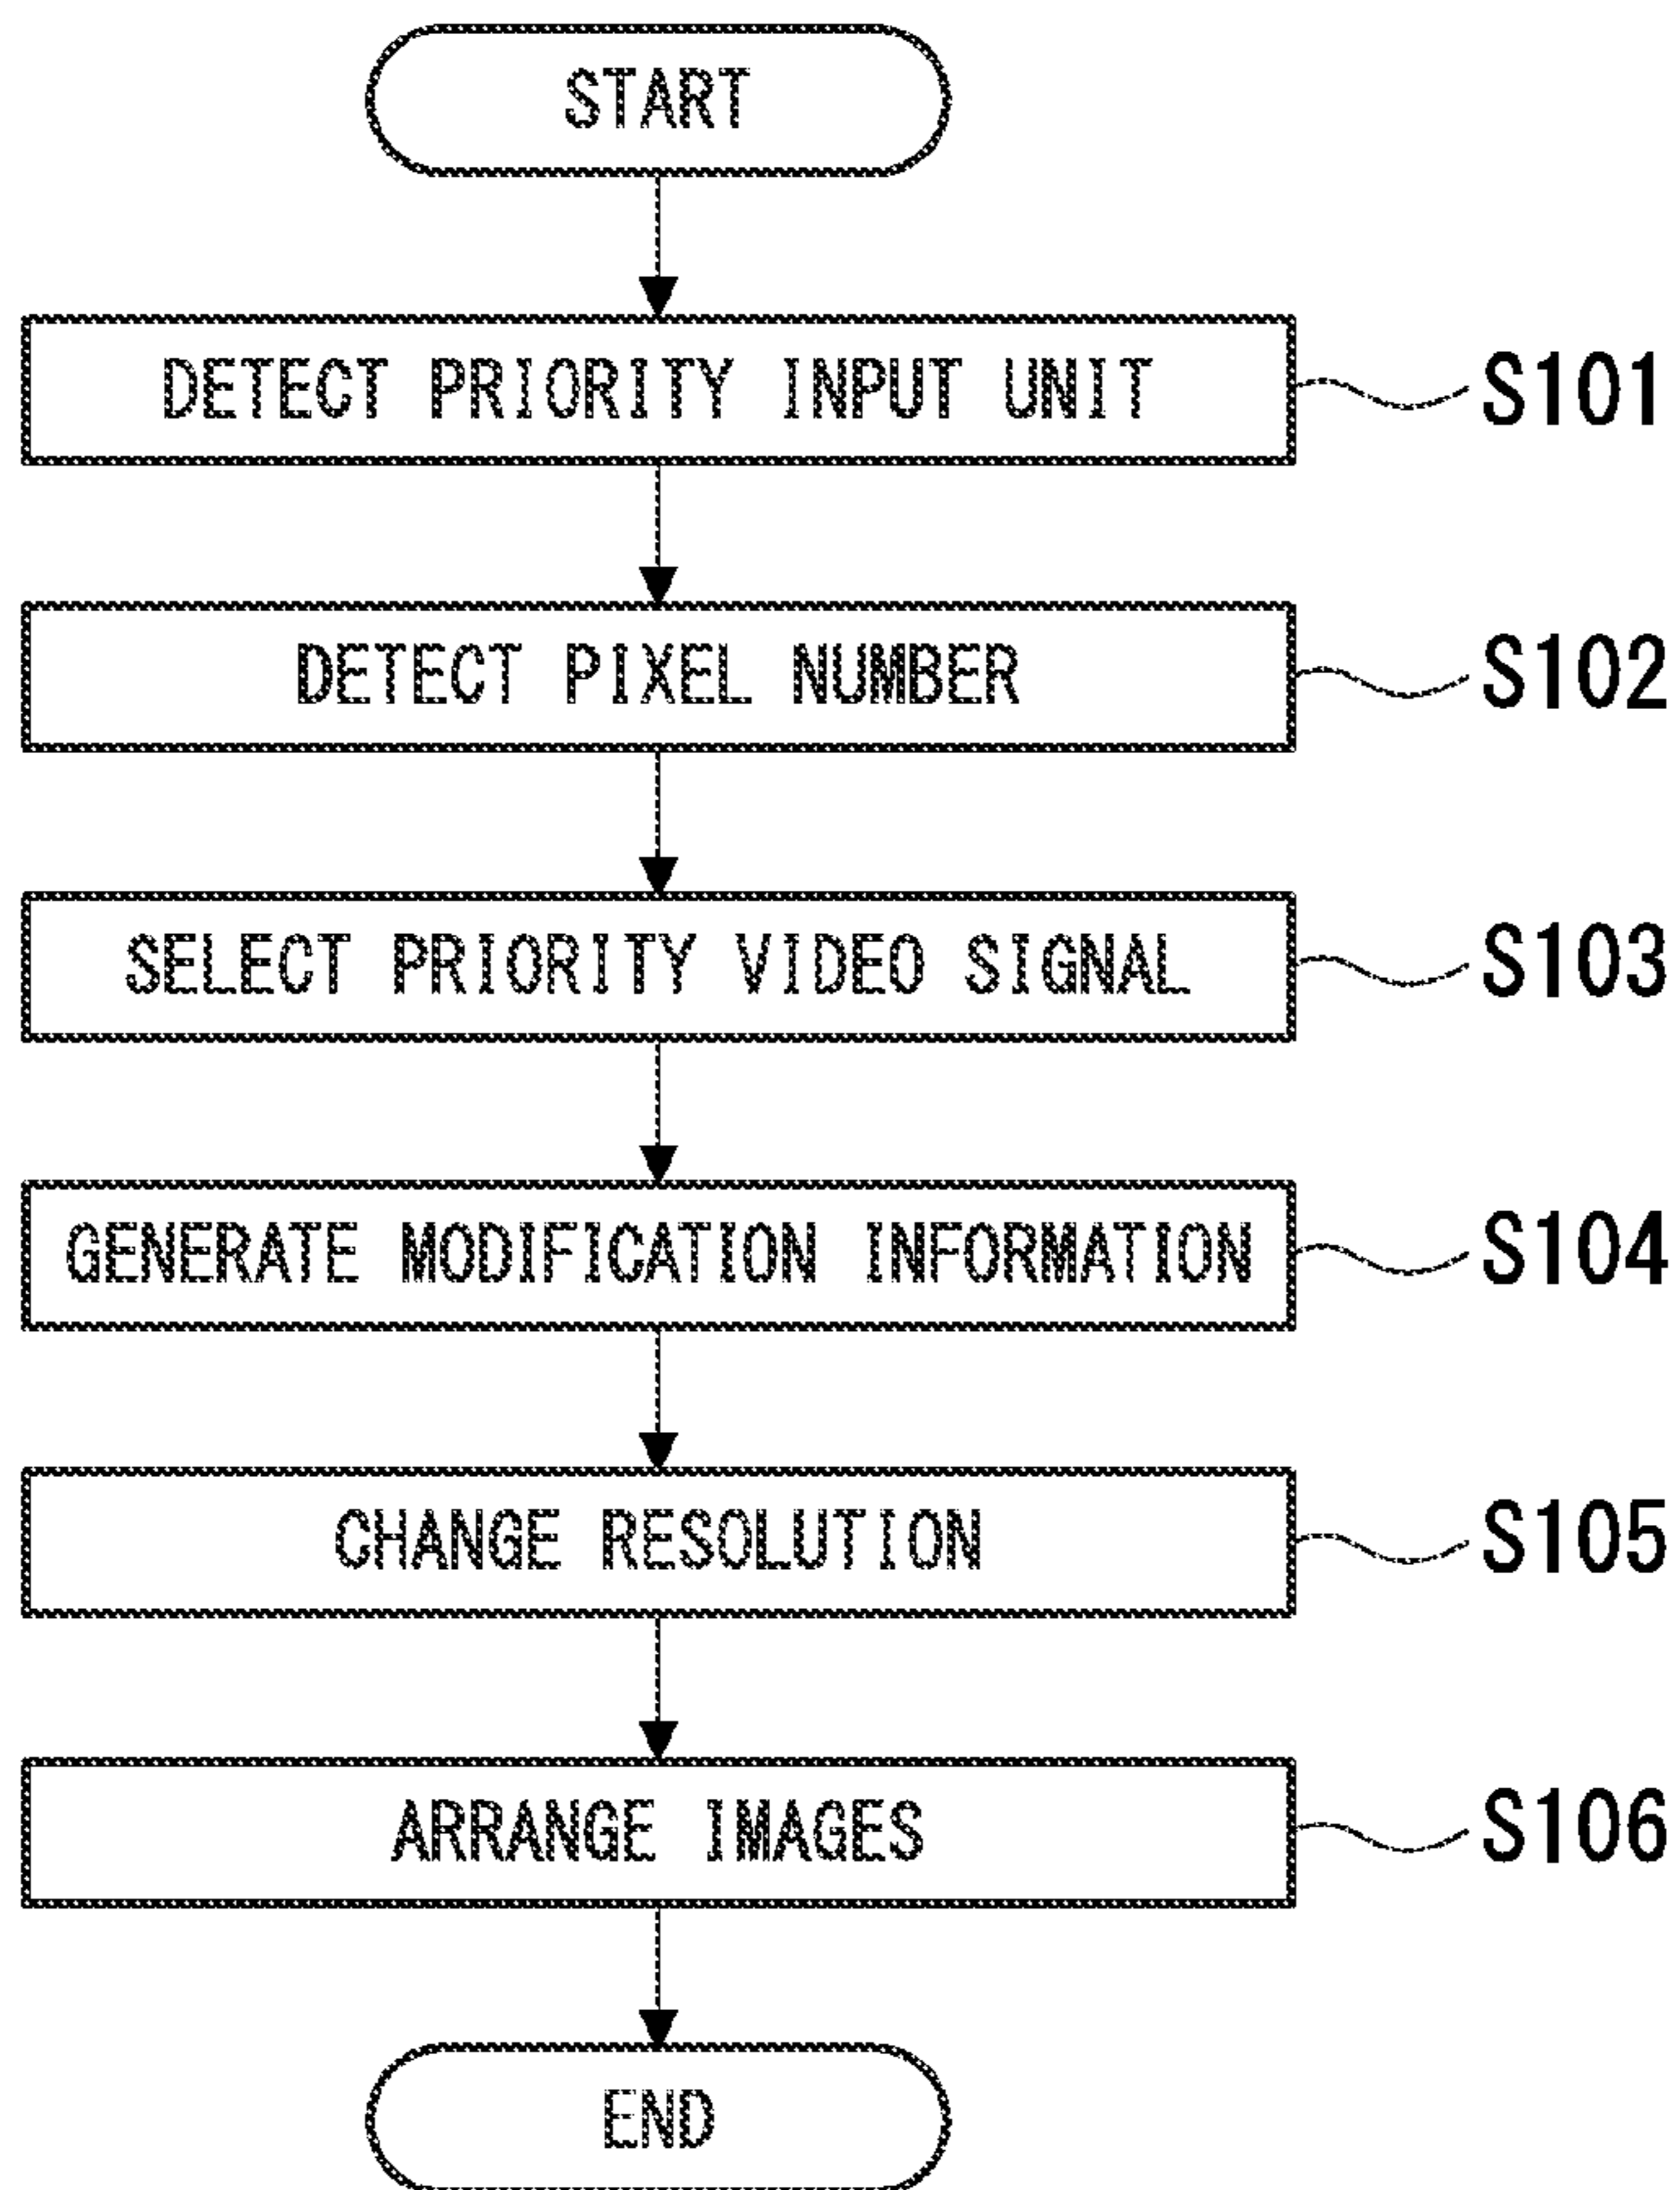 START
DETECT PRIORITY INPUT UNIT S101
DETECT PIXEL NUMBER S102
SELECT PRIORITY VIDEO SIGNAL S103
GENERATE MODIFICATION INFORMATION S104
CHANGE RESOLUTION S105
ARRANGE IMAGES S106
END